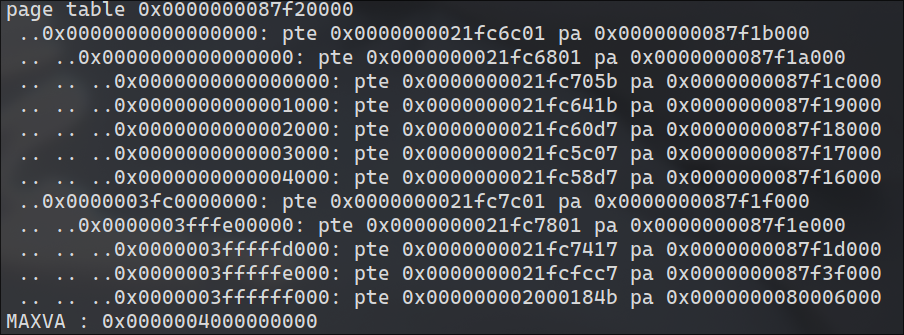 page table 0x0000000087f20000
..0x0000000000000000: pte 0x0000000021fc6c01 pa 0x0000000087f1b000
.. ..0x0000000000000000: pte 0x0000000021fc6801 pa 0x0000000087f1a000
.. .. ..0x0000000000000000: pte 0x0000000021fc705b pa 0x0000000087f1c000
.. .. ..0x0000000000001000: pte 0x0000000021fc641b pa 0x0000000087f19000
.. .. ..0x0000000000002000: pte 0x0000000021fc60d7 pa 0x0000000087f18000
.. .. ..0x0000000000003000: pte 0x0000000021fc5c07 pa 0x0000000087f17000
.. .. ..0x0000000000004000: pte 0x0000000021fc58d7 pa 0x0000000087f16000
..0x0000003fc0000000: pte 0x0000000021fc7c01 pa 0x0000000087f1f000
.. ..0x0000003fffe00000: pte 0x0000000021fc7801 pa 0x0000000087f1e000
.. .. ..0x0000003fffffd000: pte 0x0000000021fc7417 pa 0x0000000087f1d000
.. .. ..0x0000003fffffe000: pte 0x0000000021fcfcc7 pa 0x0000000087f3f000
.. .. ..0x0000003ffffff000: pte 0x000000002000184b pa 0x0000000080006000
MAXVA : 0x0000004000000000